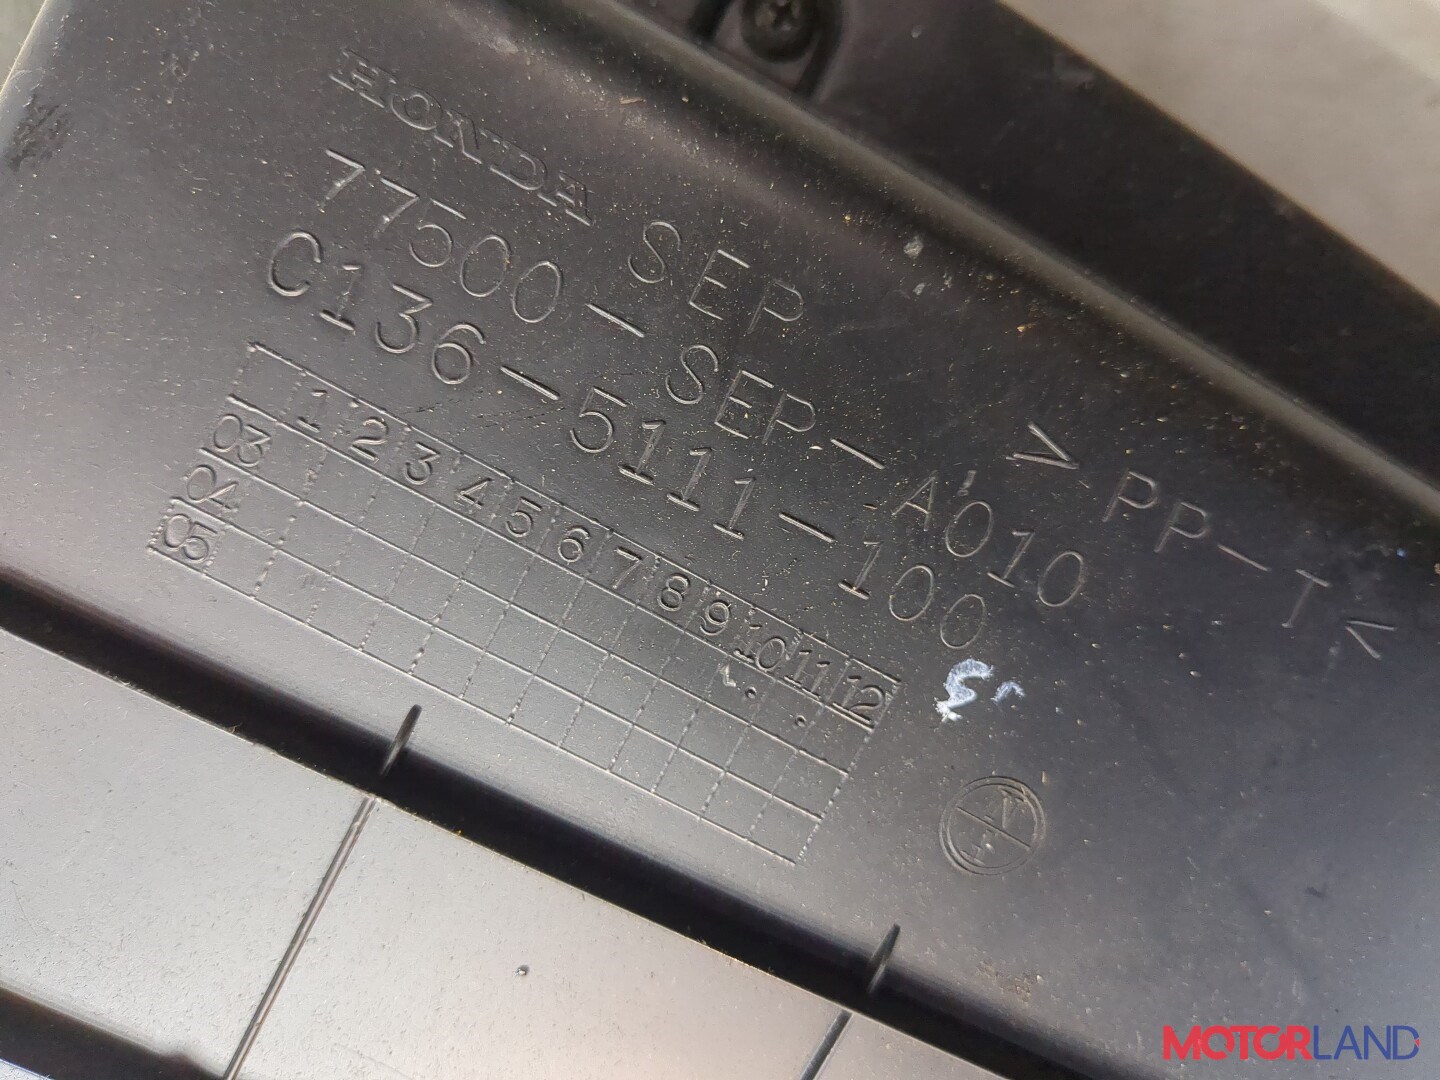 HONDA SEP
77500-SEP-A010 >PP-T<
C136-5111-100
1 2 3 4 5 6 7 8 9 10 11 12
03
04
05
N
F
MOTORLAND